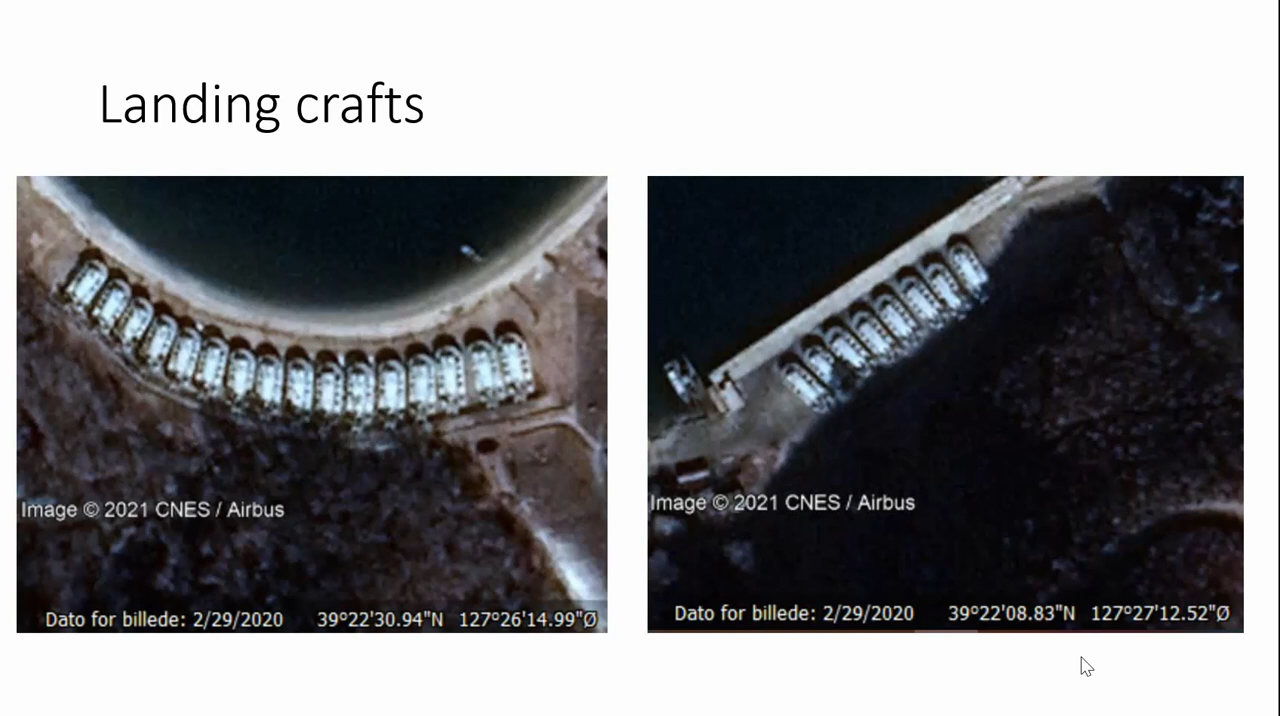 Landing crafts
Image © 2021 CNES / Airbus
Dato for billede: 2/29/2020 39°22'30.94"N 127°26'14.99"Ø
Image © 2021 CNES / Airbus
Dato for billede: 2/29/2020 39°22'08.83"N 127°27'12.52"Ø